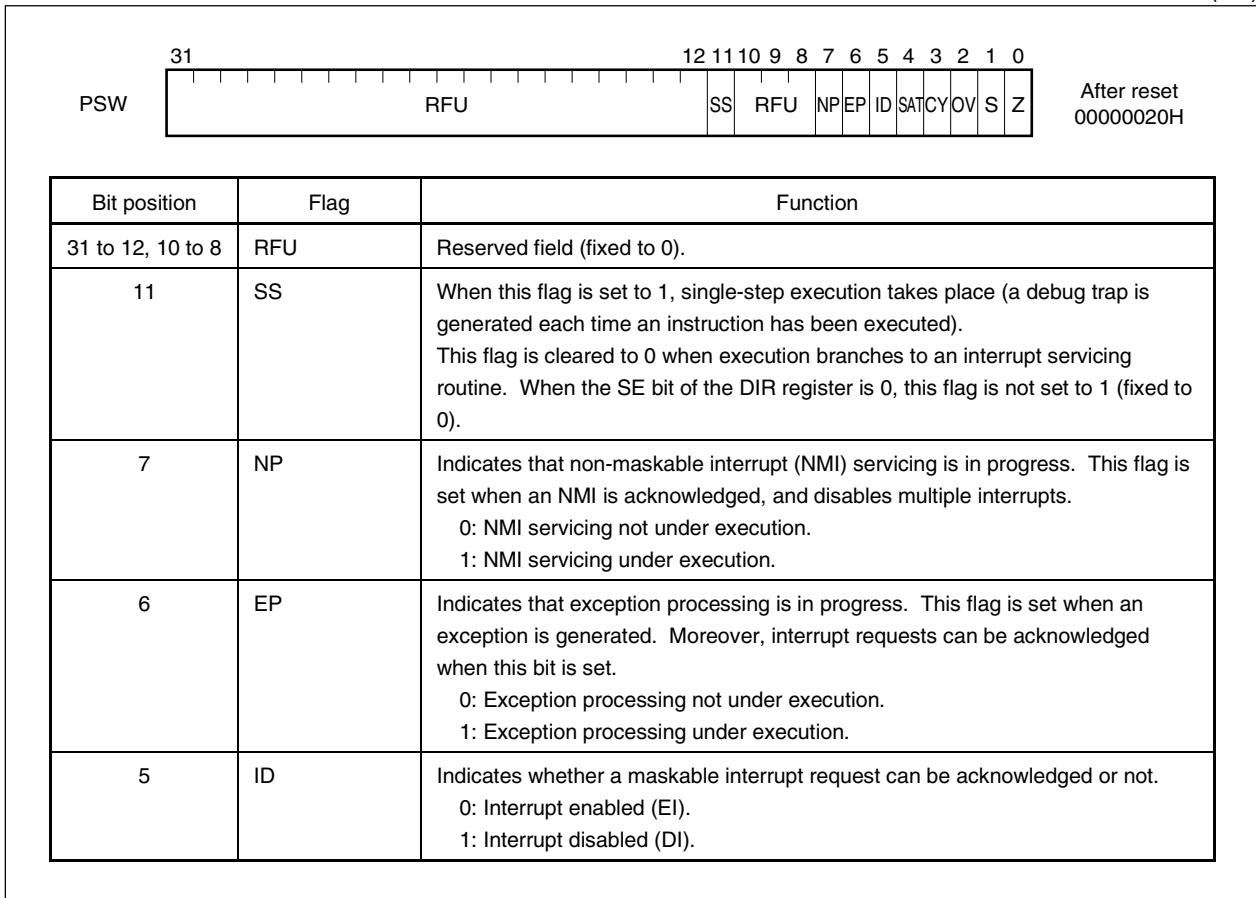 31 12 11 10 9 8 7 6 5 4 3 2 1 0
PSW RFU SS RFU NP EP ID SAT CY OV S Z After reset
00000020H
Bit position Flag Function
31 to 12, 10 to 8 RFU Reserved field (fixed to 0).
11 SS When this flag is set to 1, single-step execution takes place (a debug trap is
generated each time an instruction has been executed).
This flag is cleared to 0 when execution branches to an interrupt servicing
routine. When the SE bit of the DIR register is 0, this flag is not set to 1 (fixed to
0).
7 NP Indicates that non-maskable interrupt (NMI) servicing is in progress. This flag is
set when an NMI is acknowledged, and disables multiple interrupts.
0: NMI servicing not under execution.
1: NMI servicing under execution.
6 EP Indicates that exception processing is in progress. This flag is set when an
exception is generated. Moreover, interrupt requests can be acknowledged
when this bit is set.
0: Exception processing not under execution.
1: Exception processing under execution.
5 ID Indicates whether a maskable interrupt request can be acknowledged or not.
0: Interrupt enabled (EI).
1: Interrupt disabled (DI).